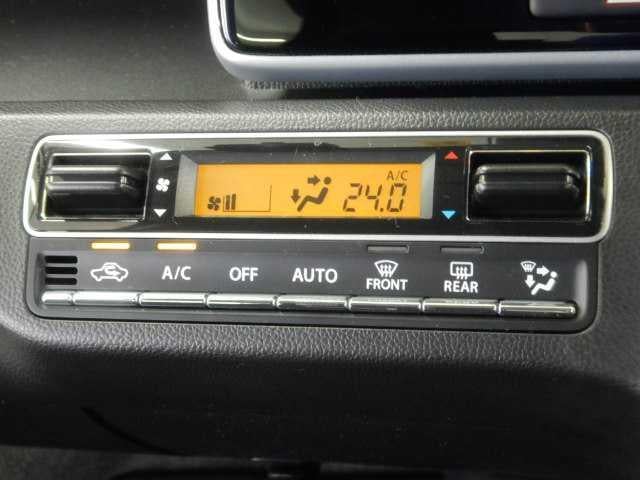 A/C
24.0
A/C OFF AUTO FRONT REAR